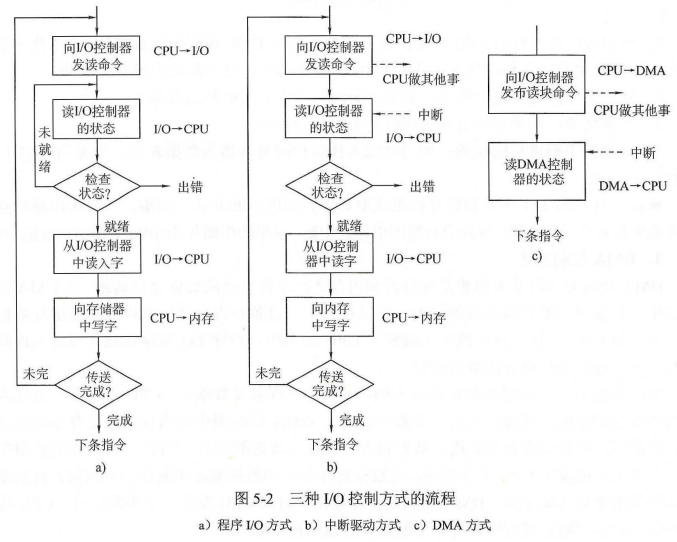 向I/O控制器
发读命令
CPU→I/O
读I/O控制器
的状态
I/O→CPU
未
就
绪
检查
状态?
出错
就绪
从I/O控制器
中读入字
I/O→CPU
向存储器
中写字
CPU→内存
未完
传送
完成?
完成
下条指令
a)
向I/O控制器
发读命令
CPU→I/O
CPU做其他事
读I/O控制器
的状态
中断
I/O→CPU
检查
状态?
出错
就绪
从I/O控制
器中读字
I/O→CPU
向内存
中写字
CPU→内存
未完
传送
完成?
完成
下条指令
b)
向I/O控制器
发布读块命令
CPU→DMA
CPU做其他事
读DMA控制
器的状态
中断
DMA→CPU
下条指令
c)
图 5-2 三种 I/O 控制方式的流程
a) 程序 I/O 方式 b) 中断驱动方式 c) DMA 方式